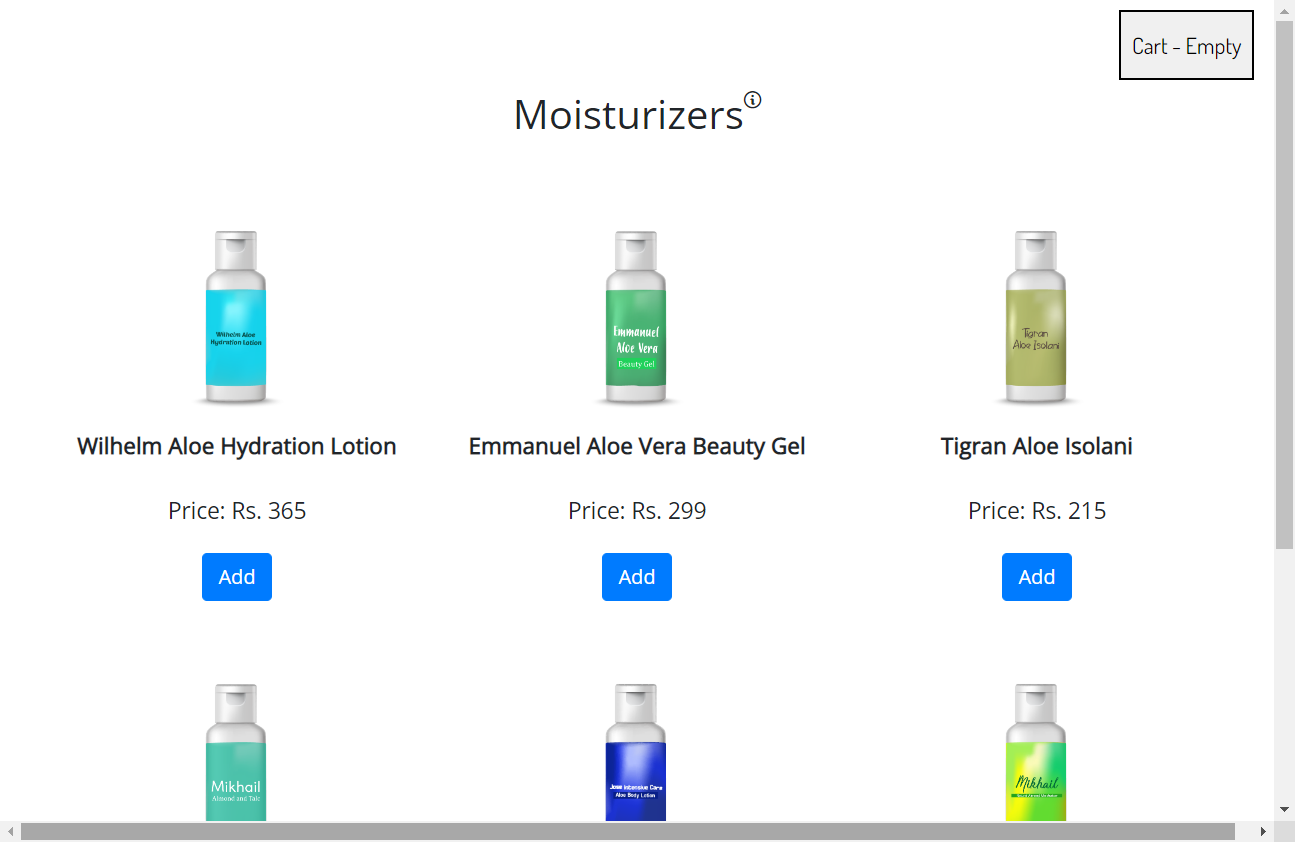 Cart - Empty
Moisturizers
Wilhelm Aloe
Hydration Lotion
Emmanuel
Aloe Vera
Beauty Gel
Tigran
Aloe Isolani
Wilhelm Aloe Hydration Lotion
Emmanuel Aloe Vera Beauty Gel
Tigran Aloe Isolani
Price: Rs. 365
Price: Rs. 299
Price: Rs. 215
Add
Add
Add
Mikhail
Almond and Talc
Jose Intensive Care
Aloe Body Lotion
Mikhail